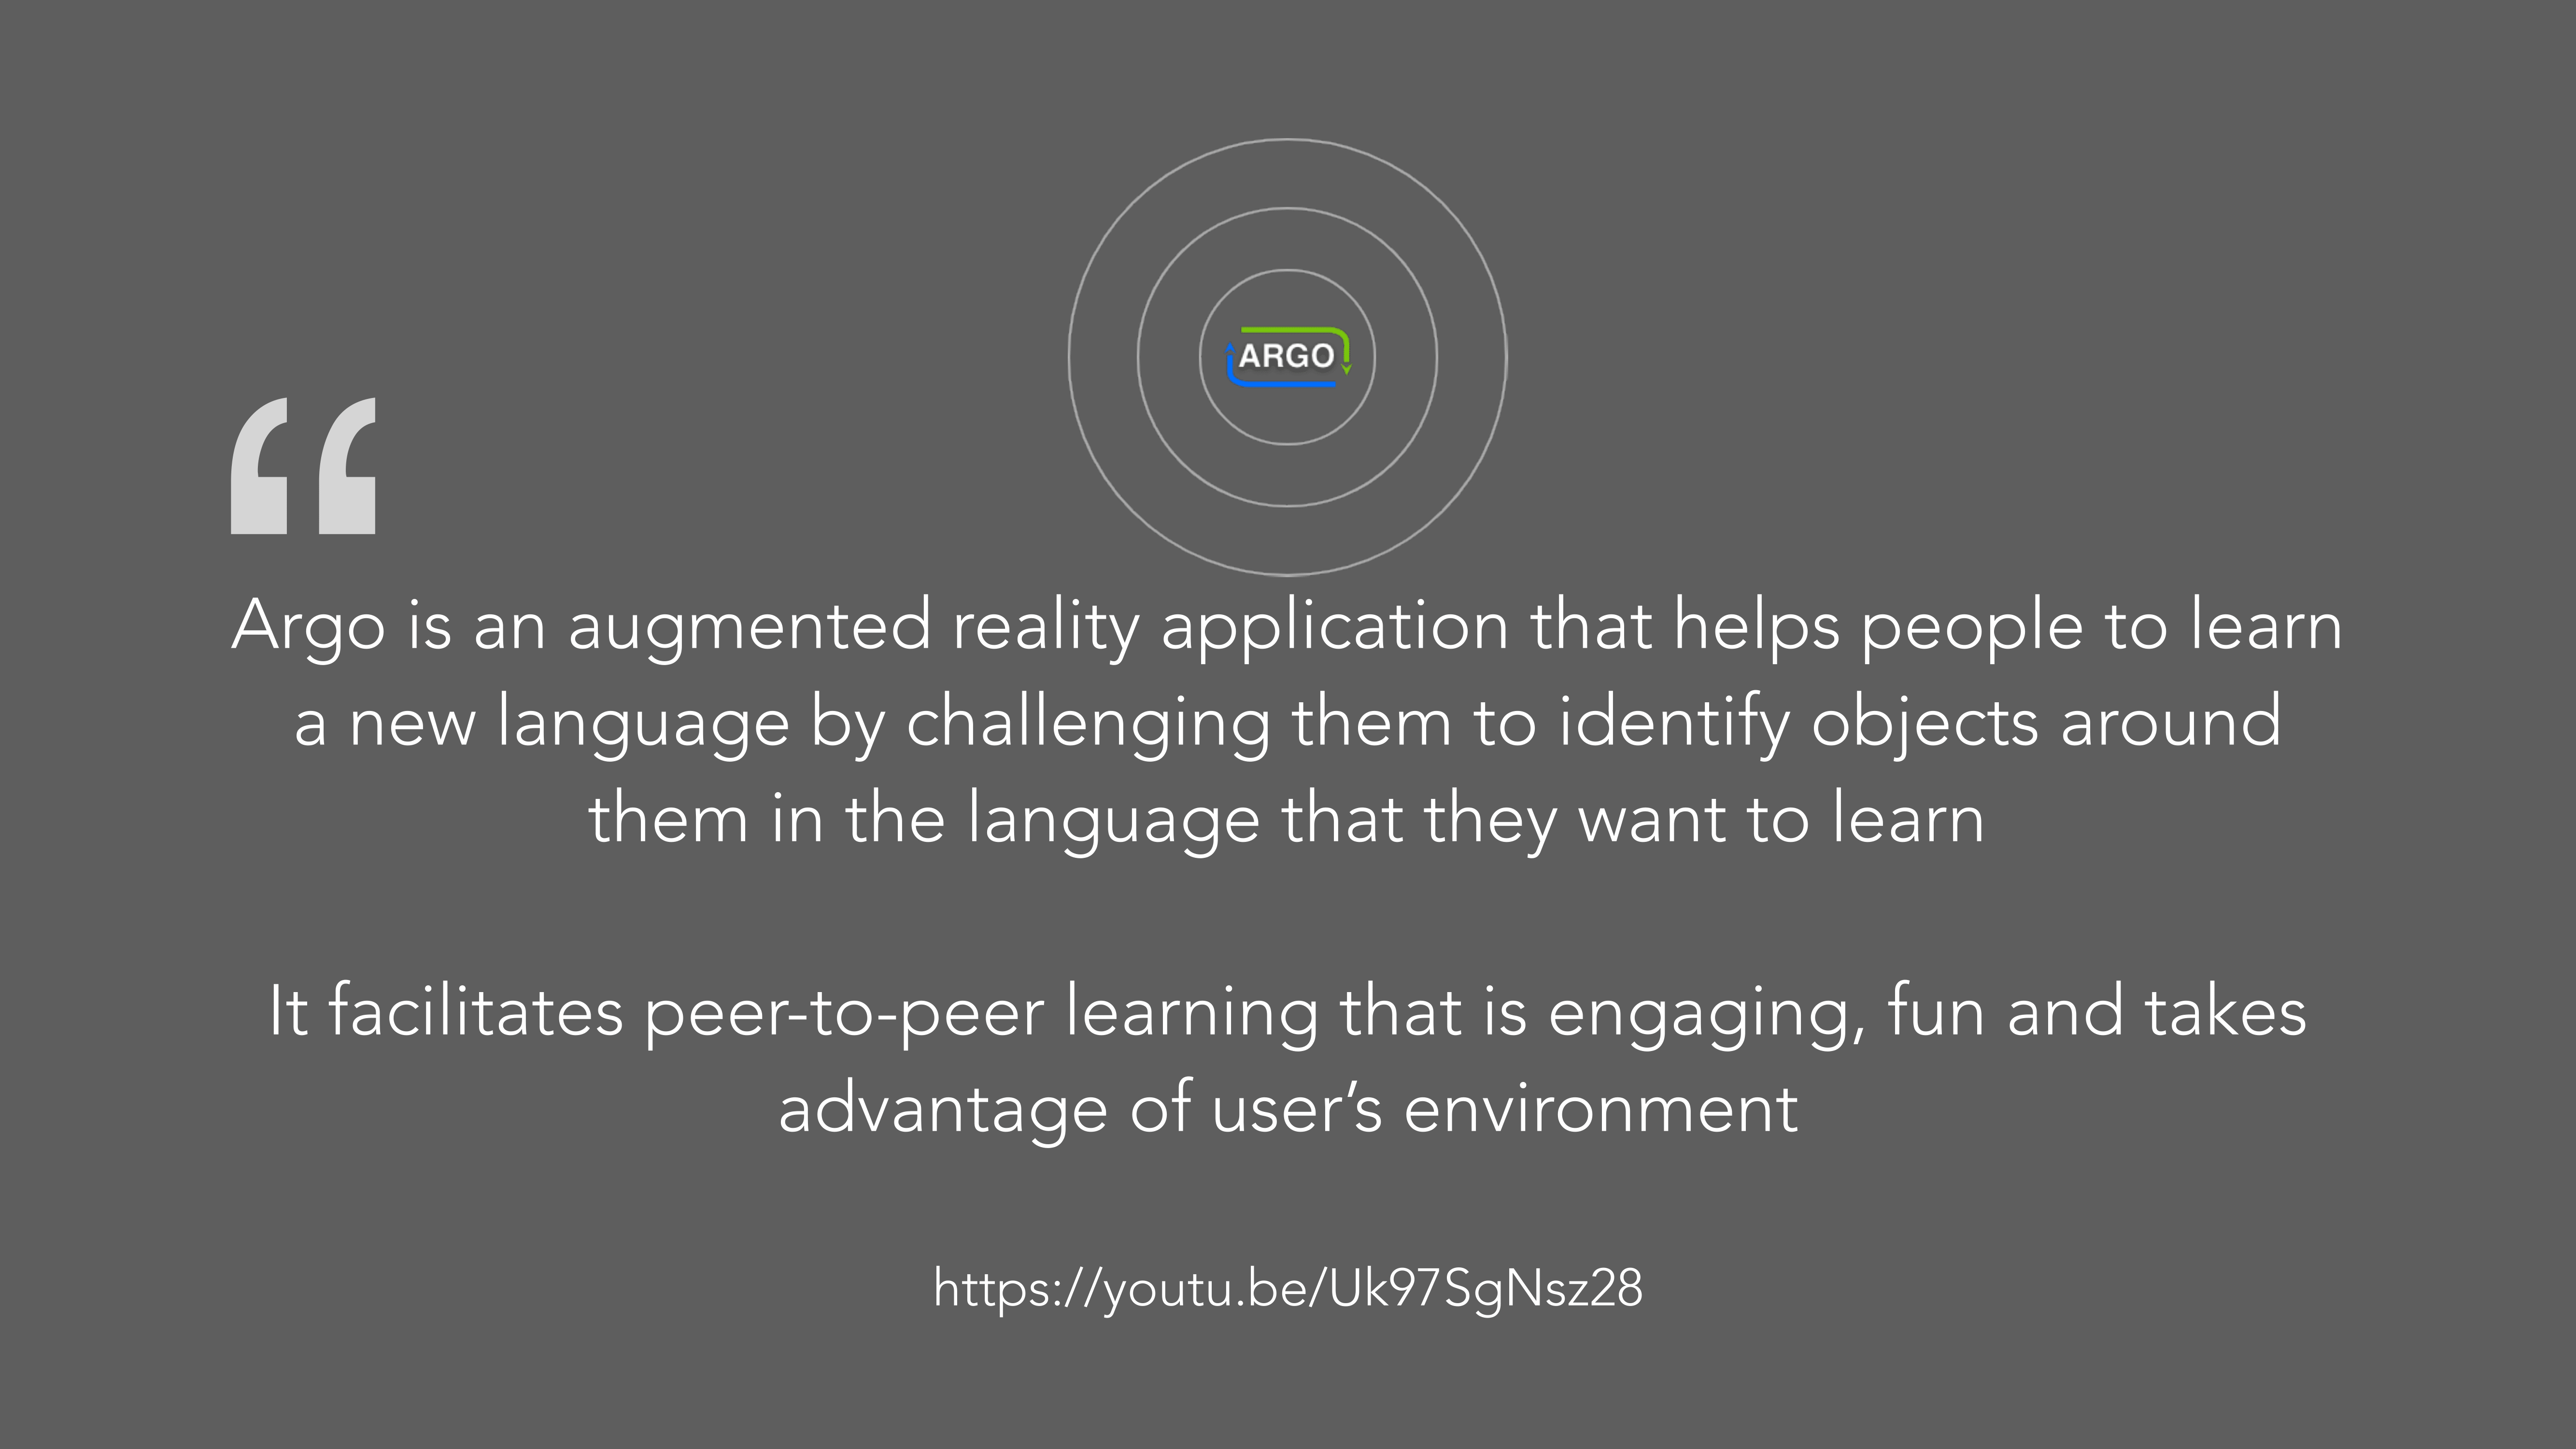 ARGO
“
Argo is an augmented reality application that helps people to learn
a new language by challenging them to identify objects around
them in the language that they want to learn
It facilitates peer-to-peer learning that is engaging, fun and takes
advantage of user’s environment
https://youtu.be/Uk97SgNsz28